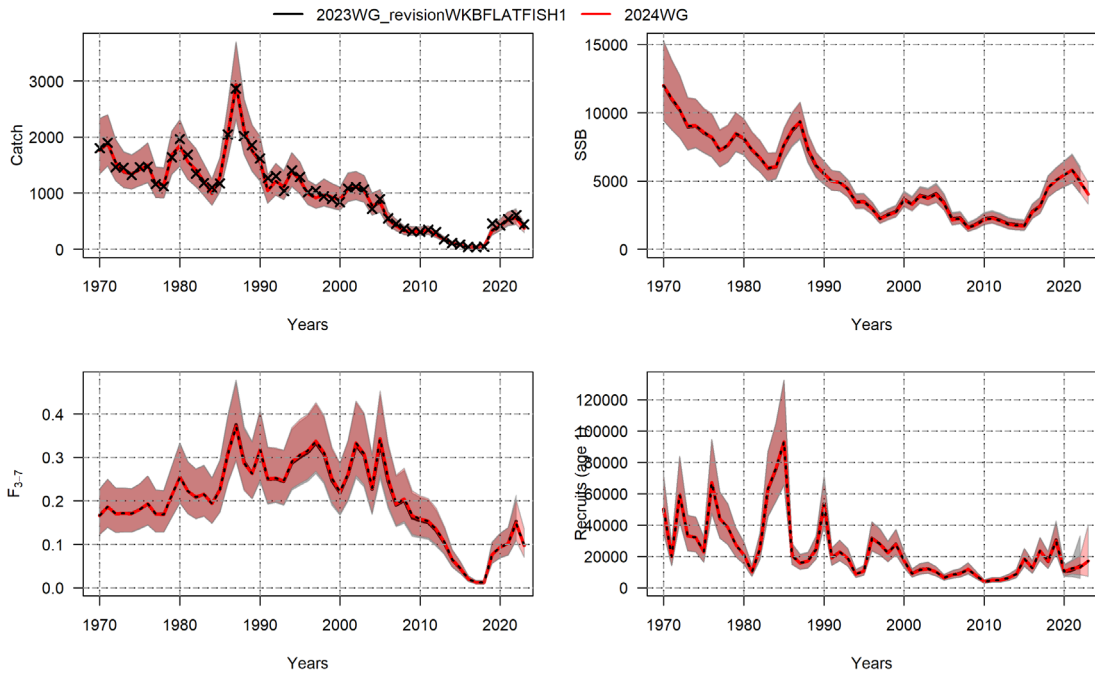 2023WG_revisionWKBFLATFISH1 2024WG
Catch
3000
2000
1000
0
1970 1980 1990 2000 2010 2020
Years
SSB
15000
10000
5000
0
1970 1980 1990 2000 2010 2020
Years
F3-7
0.4
0.3
0.2
0.1
0.0
1970 1980 1990 2000 2010 2020
Years
Recruits (age 1)
120000
100000
80000
60000
40000
20000
0
1970 1980 1990 2000 2010 2020
Years